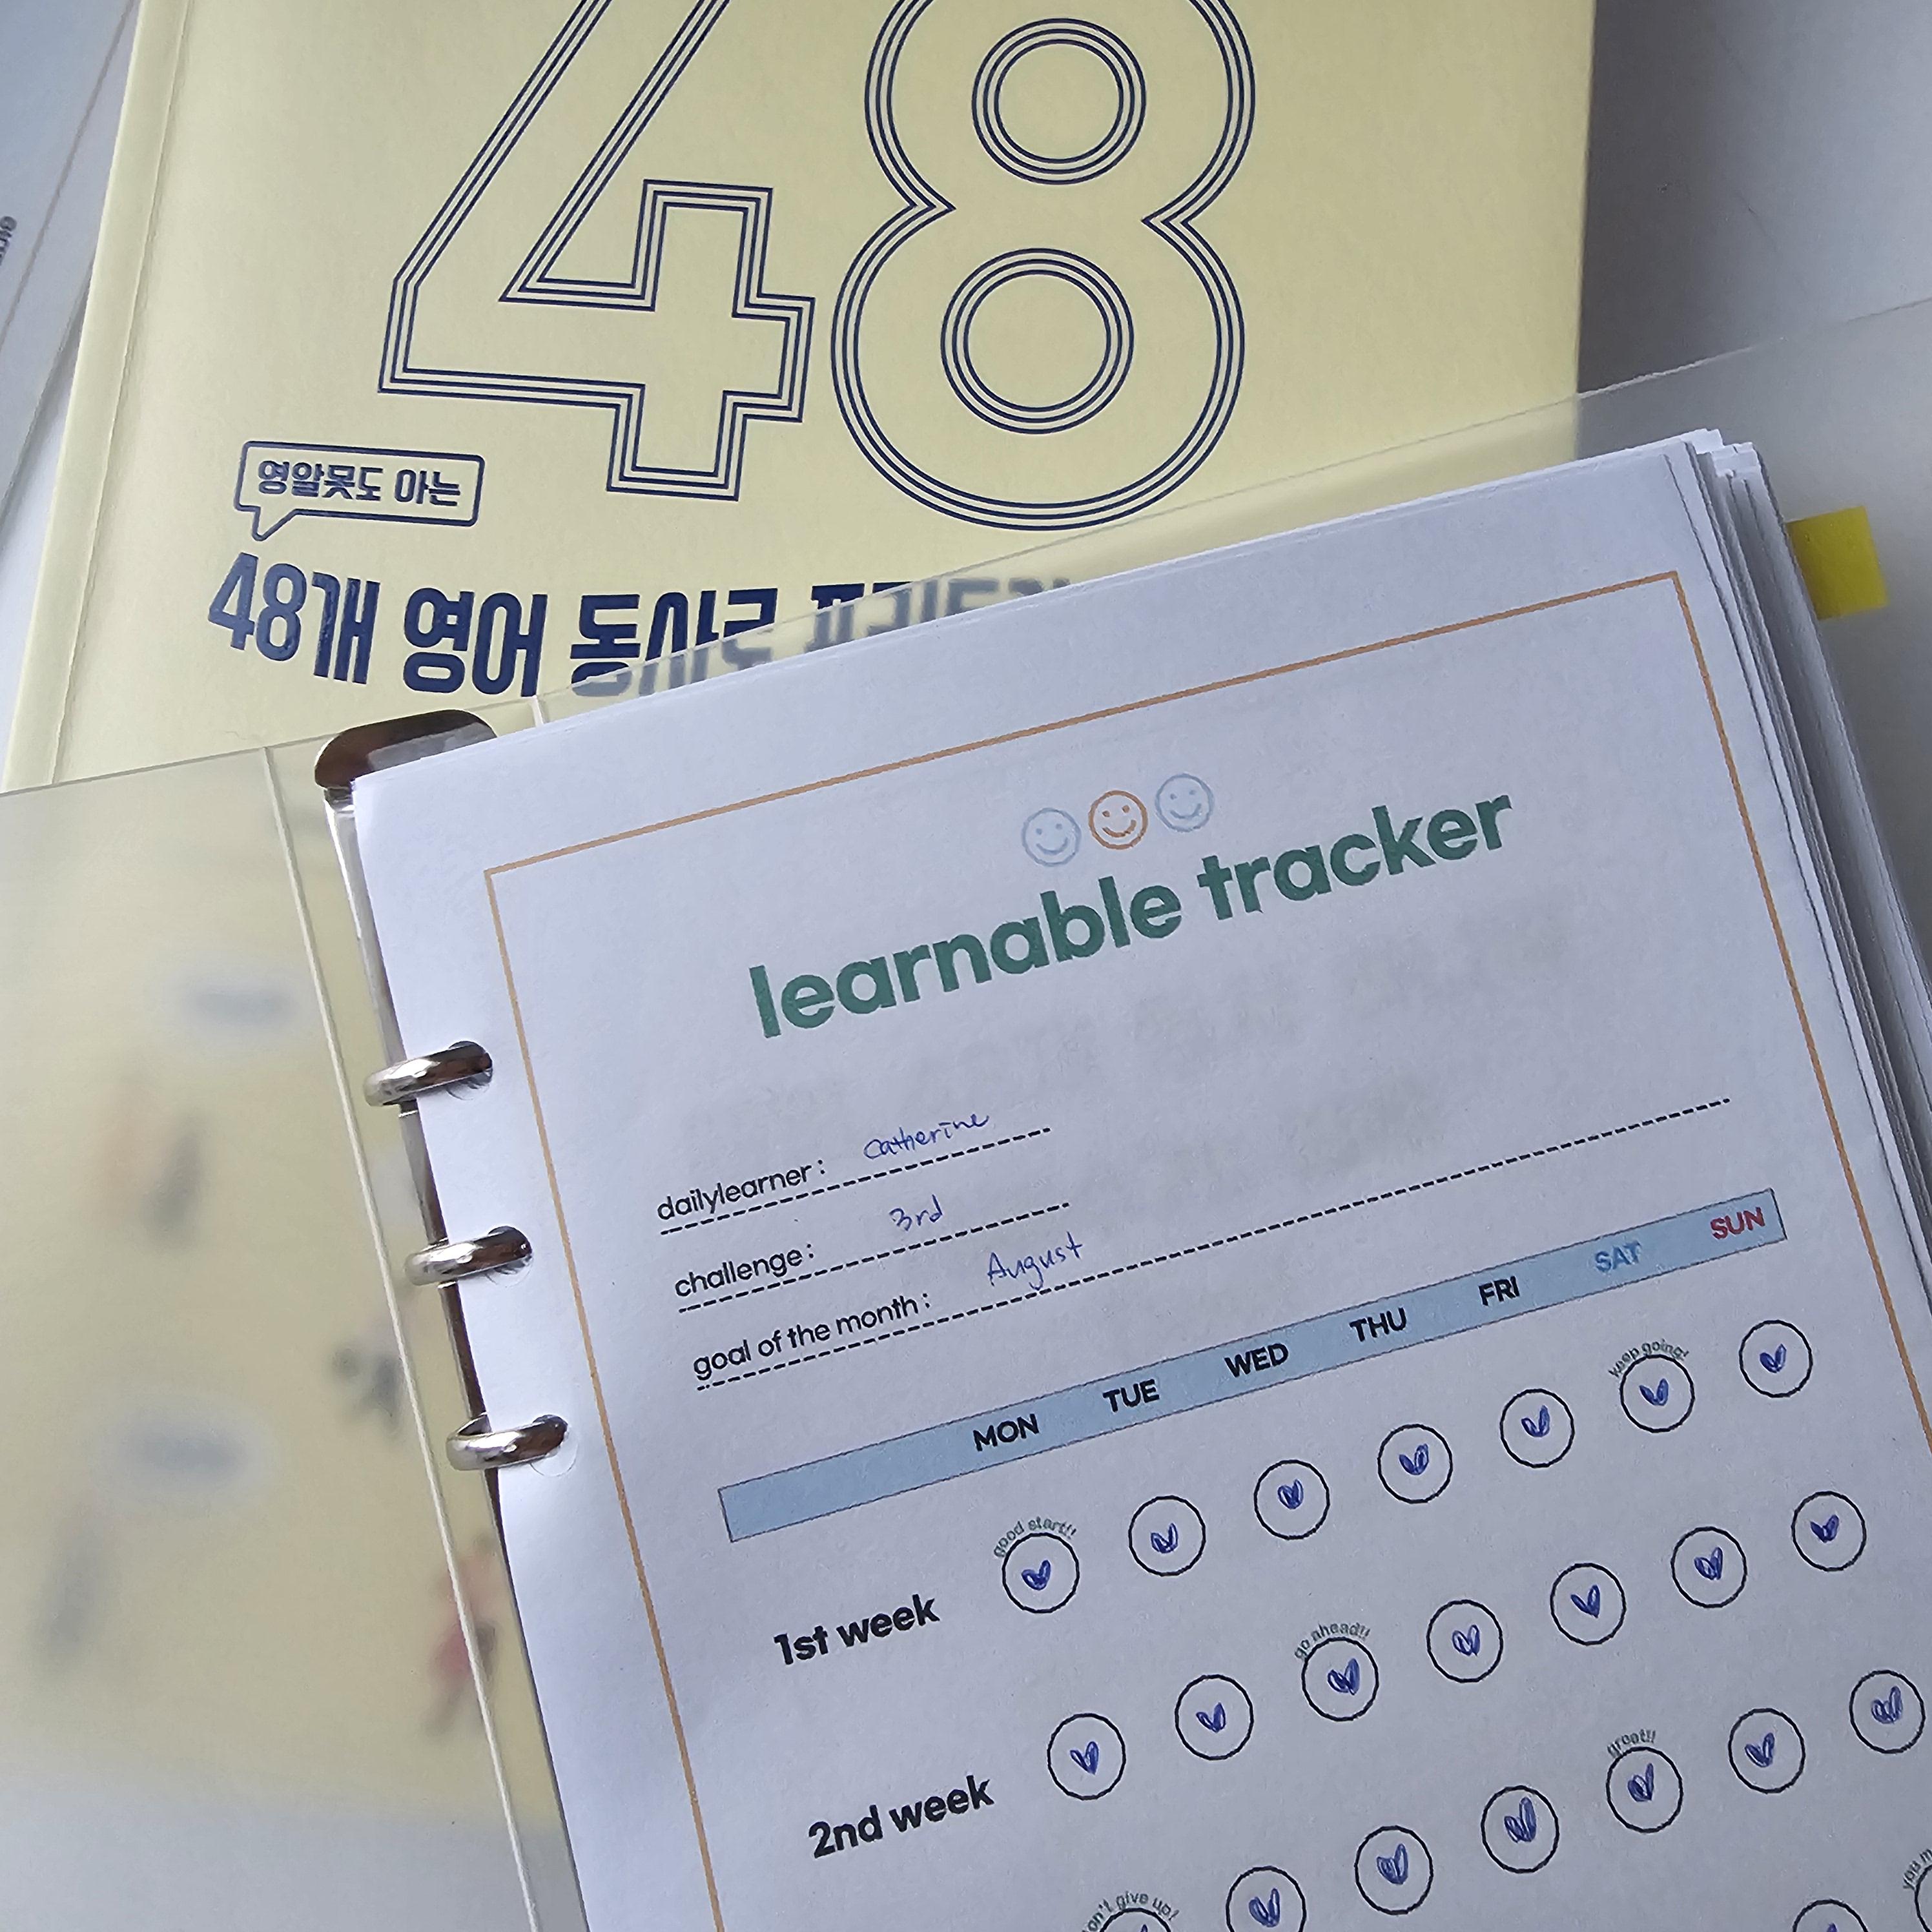 48
영알못도 아는
48개 영어 동사로
learnable tracker
dailylearner : Catherine
challenge : 3rd
goal of the month : August
MON TUE WED THU FRI SAT SUN
good start!! keep going!
1st week
go ahead!!
2nd week
great!!
give up!